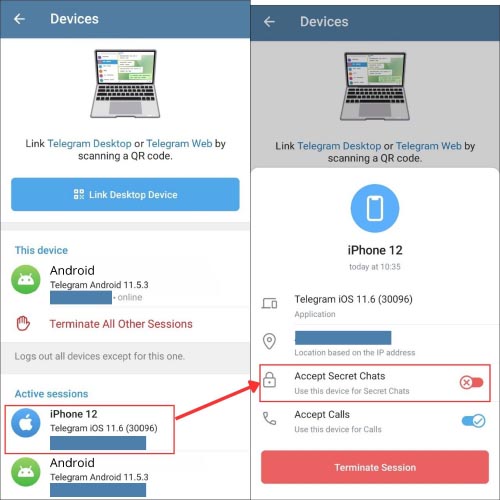 Devices
Link Telegram Desktop or Telegram Web by
scanning a QR code.
Link Desktop Device
This device
Android
Telegram Android 11.5.3
• online
Terminate All Other Sessions
Logs out all devices except for this one.
Active sessions
iPhone 12
Telegram iOS 11.6 (30096)
Android
Telegram Android 11.5.3
Devices
Link Telegram Desktop or Telegram Web by
scanning a QR code.
iPhone 12
today at 10:35
Telegram iOS 11.6 (30096)
Application
Location based on the IP address
Accept Secret Chats
Use this device for Secret Chats
Accept Calls
Use this device for Calls
Terminate Session